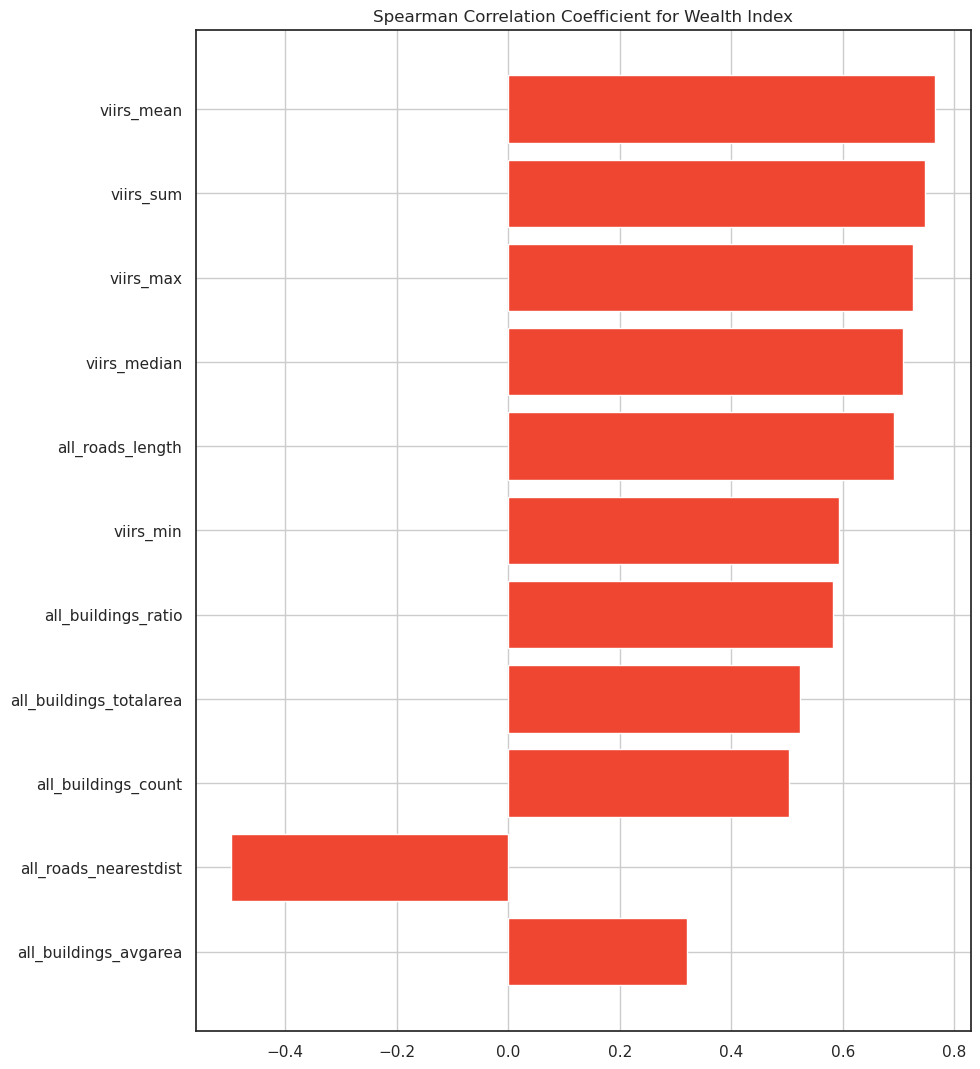 Spearman Correlation Coefficient for Wealth Index
viirs_mean
viirs_sum
viirs_max
viirs_median
all_roads_length
viirs_min
all_buildings_ratio
all_buildings_totalarea
all_buildings_count
all_roads_nearestdist
all_buildings_avgarea
−0.4 −0.2 0.0 0.2 0.4 0.6 0.8